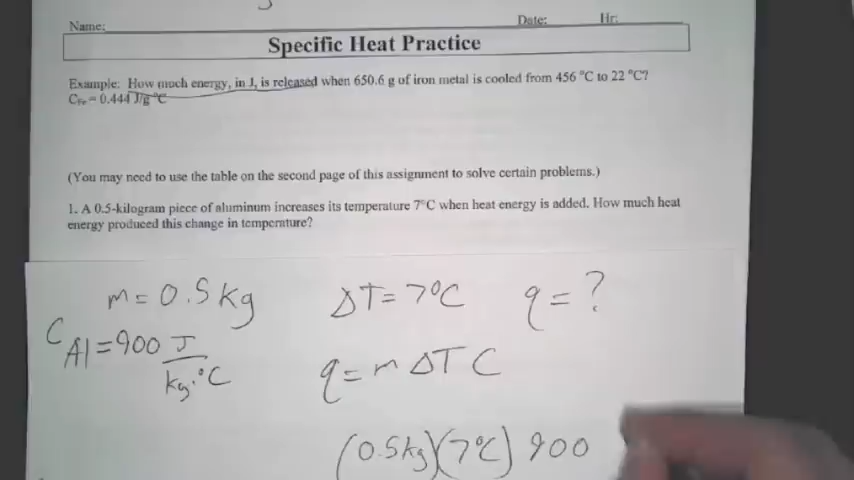 Name: Date: Hr:
Specific Heat Practice
Example: How much energy, in J, is released when 650.6 g of iron metal is cooled from 456 °C to 22 °C?
CFe = 0.444 J/g °C
(You may need to use the table on the second page of this assignment to solve certain problems.)
1. A 0.5-kilogram piece of aluminum increases its temperature 7°C when heat energy is added. How much heat
energy produced this change in temperature?
m = 0.5 kg ΔT = 7°C q = ?
CAl = 900 J/kg·°C
q = m ΔT C
(0.5kg)(7°C) 900